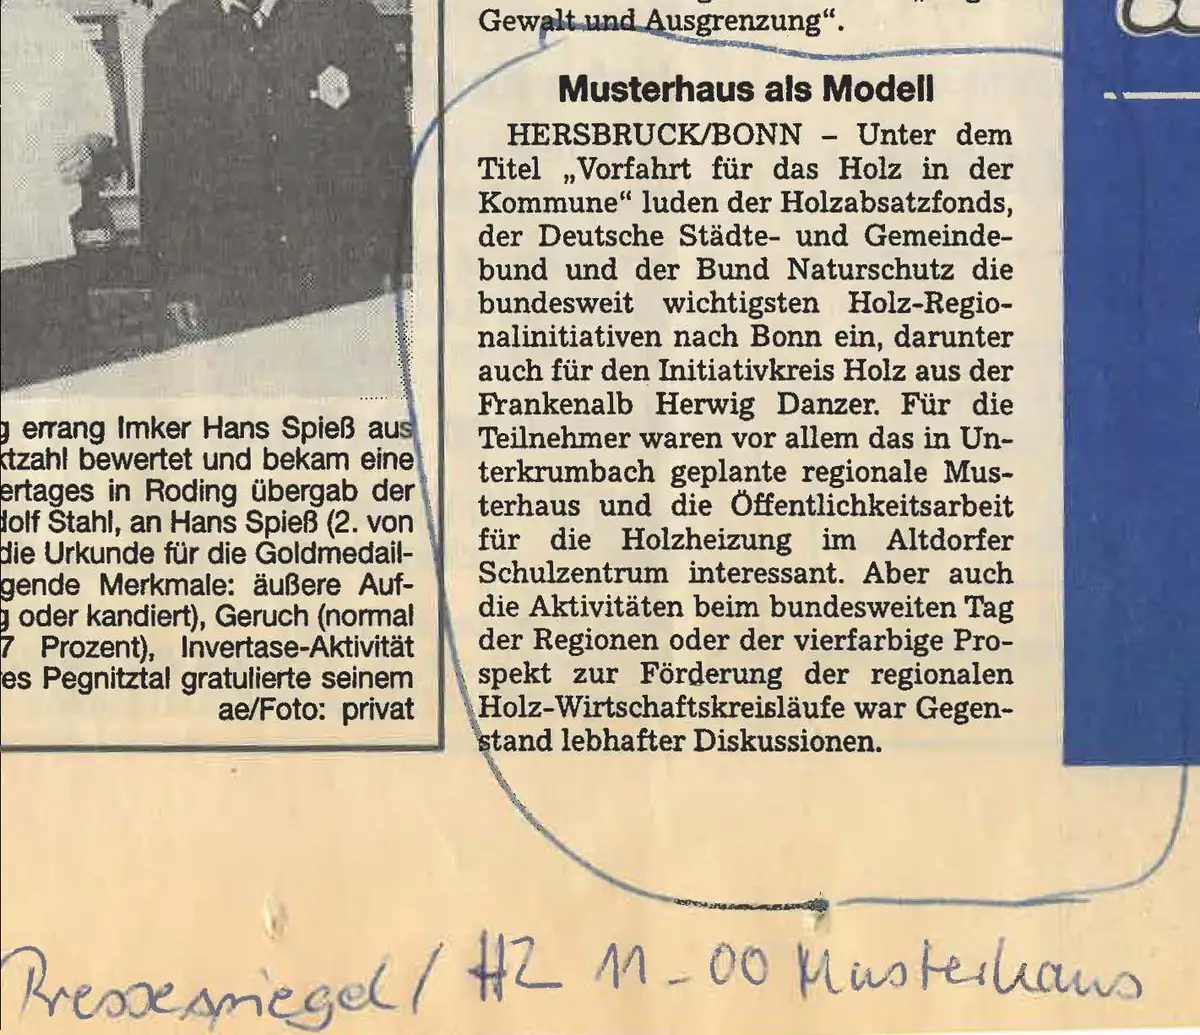 Gewalt und Ausgrenzung“.
Musterhaus als Modell
HERSBRUCK/BONN – Unter dem
Titel „Vorfahrt für das Holz in der
Kommune“ luden der Holzabsatzfonds,
der Deutsche Städte- und Gemeinde-
bund und der Bund Naturschutz die
bundesweit wichtigsten Holz-Regio-
nalinitiativen nach Bonn ein, darunter
auch für den Initiativkreis Holz aus der
Frankenalb Herwig Danzer. Für die
Teilnehmer waren vor allem das in Un-
terkrumbach geplante regionale Mus-
terhaus und die Öffentlichkeitsarbeit
für die Holzheizung im Altdorfer
Schulzentrum interessant. Aber auch
die Aktivitäten beim bundesweiten Tag
der Regionen oder der vierfarbige Pro-
spekt zur Förderung der regionalen
Holz-Wirtschaftskreisläufe war Gegen-
stand lebhafter Diskussionen.
errang Imker Hans Spieß aus
ktzahl bewertet und bekam eine
ertages in Roding übergab der
dolf Stahl, an Hans Spieß (2. von
die Urkunde für die Goldmedail-
gende Merkmale: äußere Auf-
g oder kandiert), Geruch (normal
7 Prozent), Invertase-Aktivität
es Pegnitztal gratulierte seinem
ae/Foto: privat
Pressespiegel / HZ 11-00 Musterhaus